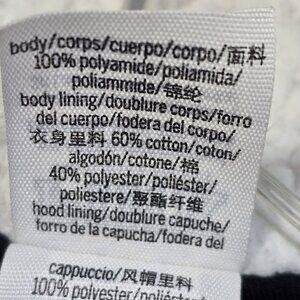 body/corps/cuerpo/corpo/面料
100% polyamide/poliamida/
poliammide/锦纶
body lining/doublure corps/forro
del cuerpo/fodera del corpo/
衣身里料 60% cotton/coton/
algodón/cotone/棉
40% polyester/poliéster/
poliestere/聚酯纤维
hood lining/doublure capuche/
forro de la capucha/fodera del
cappuccio/风帽里料
100% polyester/poliéster/